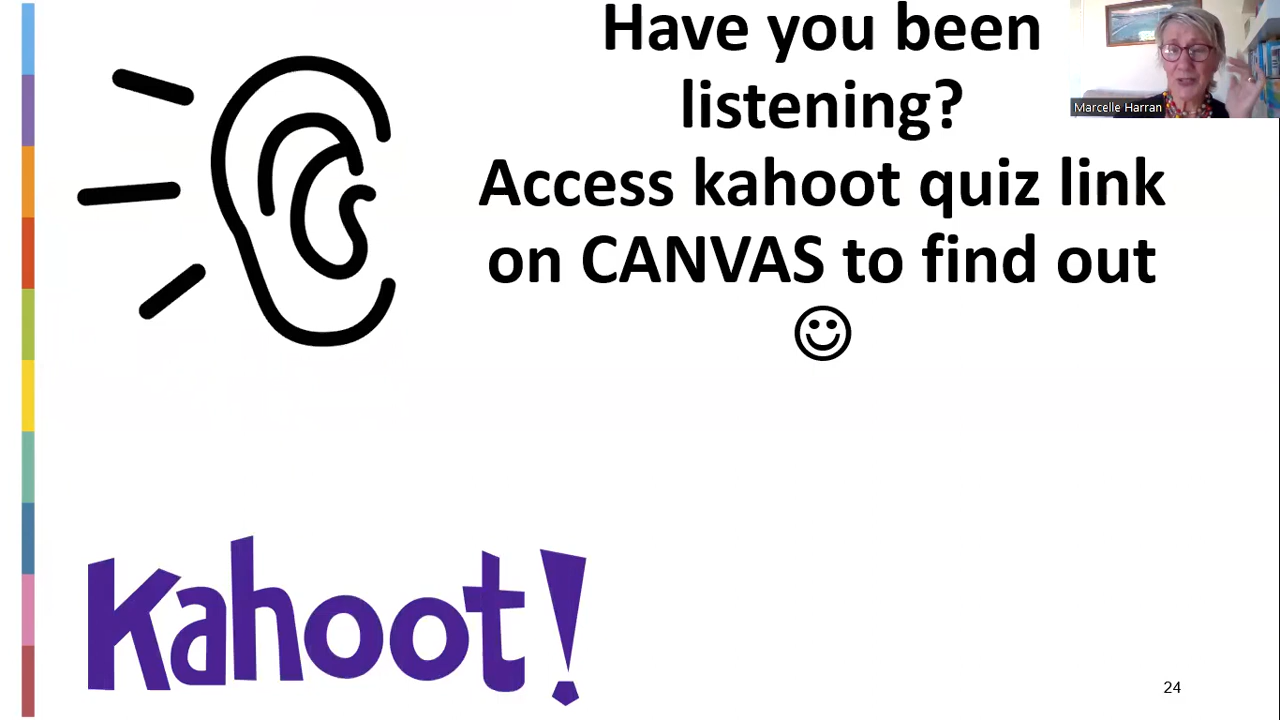 Have you been
listening?
Access kahoot quiz link
on CANVAS to find out
☺
Marcelle Harran
Kahoot!
24